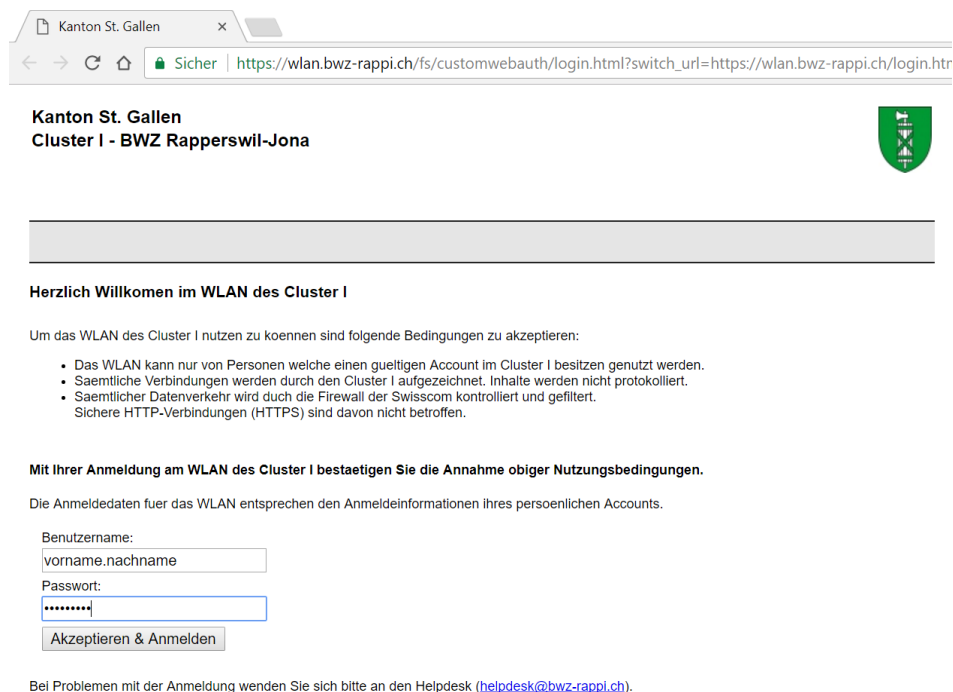 Kanton St. Gallen
Sicher https://wlan.bwz-rappi.ch/fs/customwebauth/login.html?switch_url=https://wlan.bwz-rappi.ch/login.htm
Kanton St. Gallen
Cluster I - BWZ Rapperswil-Jona
Herzlich Willkomen im WLAN des Cluster I
Um das WLAN des Cluster I nutzen zu koennen sind folgende Bedingungen zu akzeptieren:
• Das WLAN kann nur von Personen welche einen gueltigen Account im Cluster I besitzen genutzt werden.
• Saemtliche Verbindungen werden durch den Cluster I aufgezeichnet. Inhalte werden nicht protokolliert.
• Saemtlicher Datenverkehr wird duch die Firewall der Swisscom kontrolliert und gefiltert.
Sichere HTTP-Verbindungen (HTTPS) sind davon nicht betroffen.
Mit Ihrer Anmeldung am WLAN des Cluster I bestaetigen Sie die Annahme obiger Nutzungsbedingungen.
Die Anmeldedaten fuer das WLAN entsprechen den Anmeldeinformationen ihres persoenlichen Accounts.
Benutzername:
vorname.nachname
Passwort:
•••••••••
Akzeptieren & Anmelden
Bei Problemen mit der Anmeldung wenden Sie sich bitte an den Helpdesk (helpdesk@bwz-rappi.ch).